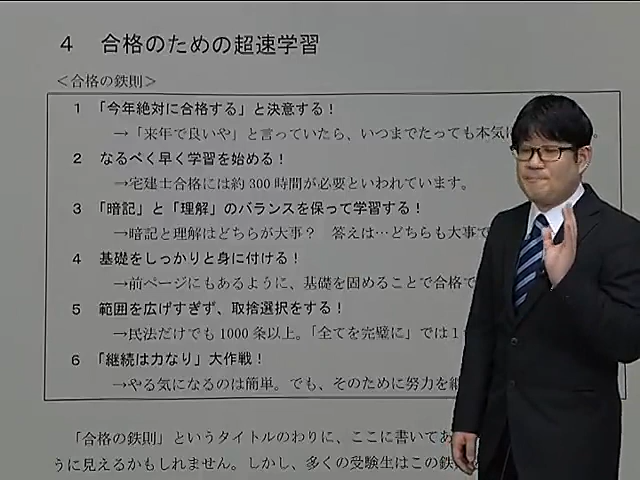 4 合格のための超速学習
＜合格の鉄則＞
1 「今年絶対に合格する」と決意する！
→「来年で良いや」と言っていたら、いつまでたっても本気に
2 なるべく早く学習を始める！
→宅建士合格には約300時間が必要といわれています。
3 「暗記」と「理解」のバランスを保って学習する！
→暗記と理解はどちらが大事？ 答えは…どちらも大事で
4 基礎をしっかりと身に付ける！
→前ページにもあるように、基礎を固めることで合格で
5 範囲を広げすぎず、取捨選択をする！
→民法だけでも1000条以上。「全てを完璧に」では1
6 「継続は力なり」大作戦！
→やる気になるのは簡単。でも、そのために努力を継
「合格の鉄則」というタイトルのわりに、ここに書いてあ
うに見えるかもしれません。しかし、多くの受験生はこの鉄